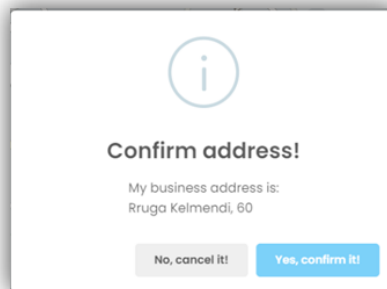 Confirm address!
My business address is:
Rruga Kelmendi, 60
No, cancel it!
Yes, confirm it!